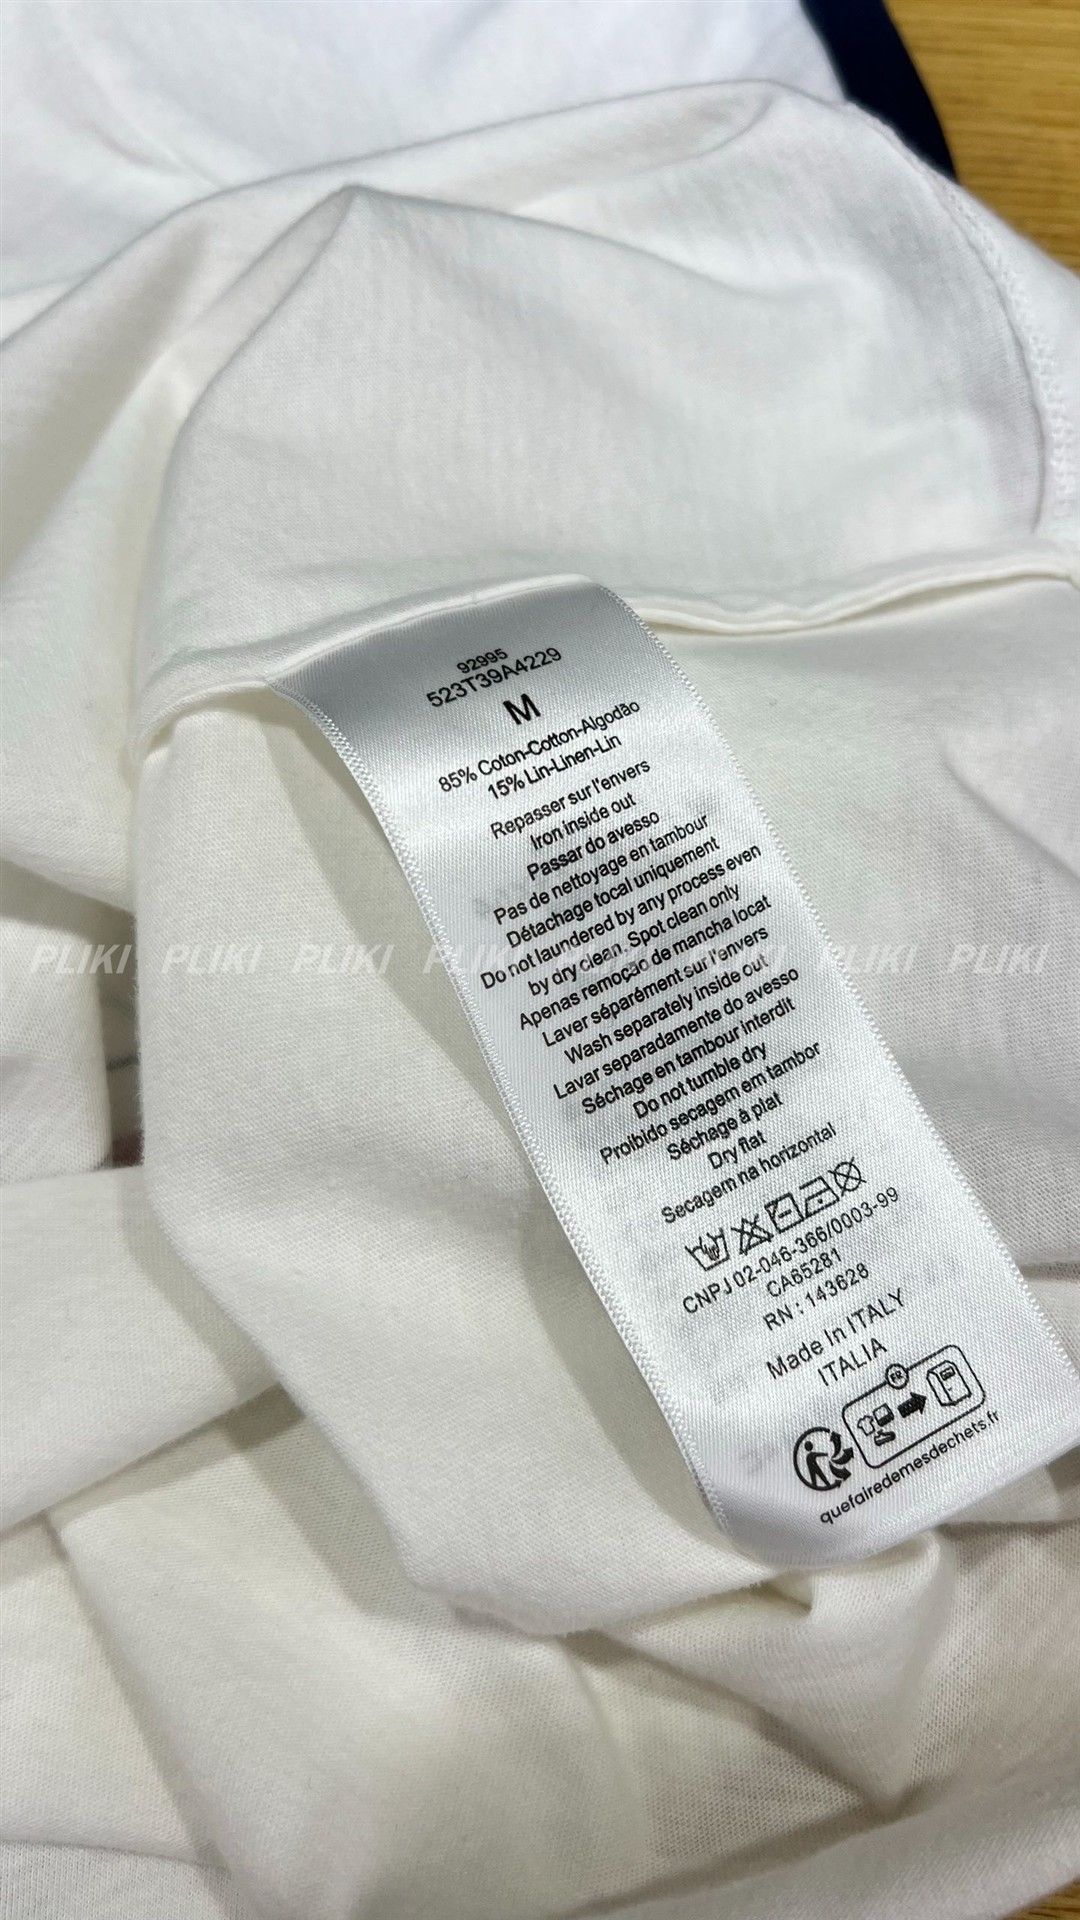 92995
523T39A4229
M
85% Coton-Cotton-Algodão
15% Lin-Linen-Lin
Repasser sur l'envers
Iron inside out
Passar do avesso
Pas de nettoyage en tambour
Détachage tocal uniquement
Do not laundered by any process even
by dry clean. Spot clean only
Apenas remoção de mancha locat
Laver séparément sur l'envers
Wash separately inside out
Lavar separadamente do avesso
Séchage en tambour interdit
Do not tumble dry
Proibido secagem em tambor
Séchage à plat
Dry flat
Secagem na horizontal
CNPJ 02-046-366/0003-99
CA65281
RN : 143628
Made In ITALY
ITALIA
FR
quefairedemesdechets.fr
PLIKI PLIKI PLIKI PLIKI PLIKI PLIKI PLIKI PLIKI